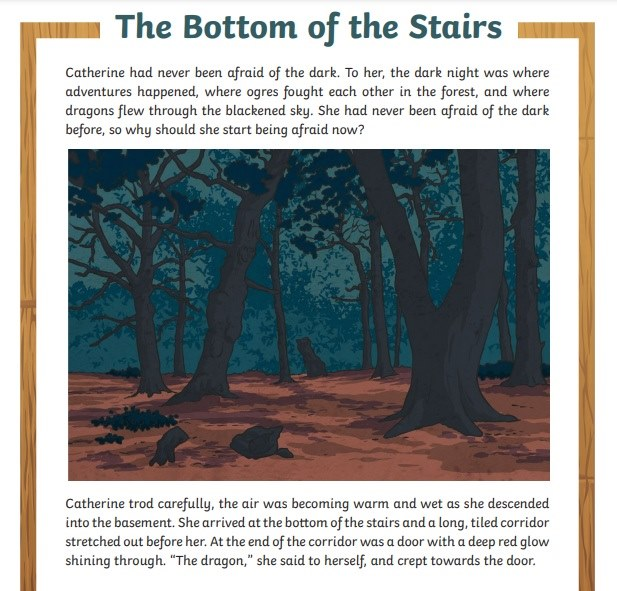 The Bottom of the Stairs
Catherine had never been afraid of the dark. To her, the dark night was where
adventures happened, where ogres fought each other in the forest, and where
dragons flew through the blackened sky. She had never been afraid of the dark
before, so why should she start being afraid now?
Catherine trod carefully, the air was becoming warm and wet as she descended
into the basement. She arrived at the bottom of the stairs and a long, tiled corridor
stretched out before her. At the end of the corridor was a door with a deep red glow
shining through. “The dragon,” she said to herself, and crept towards the door.